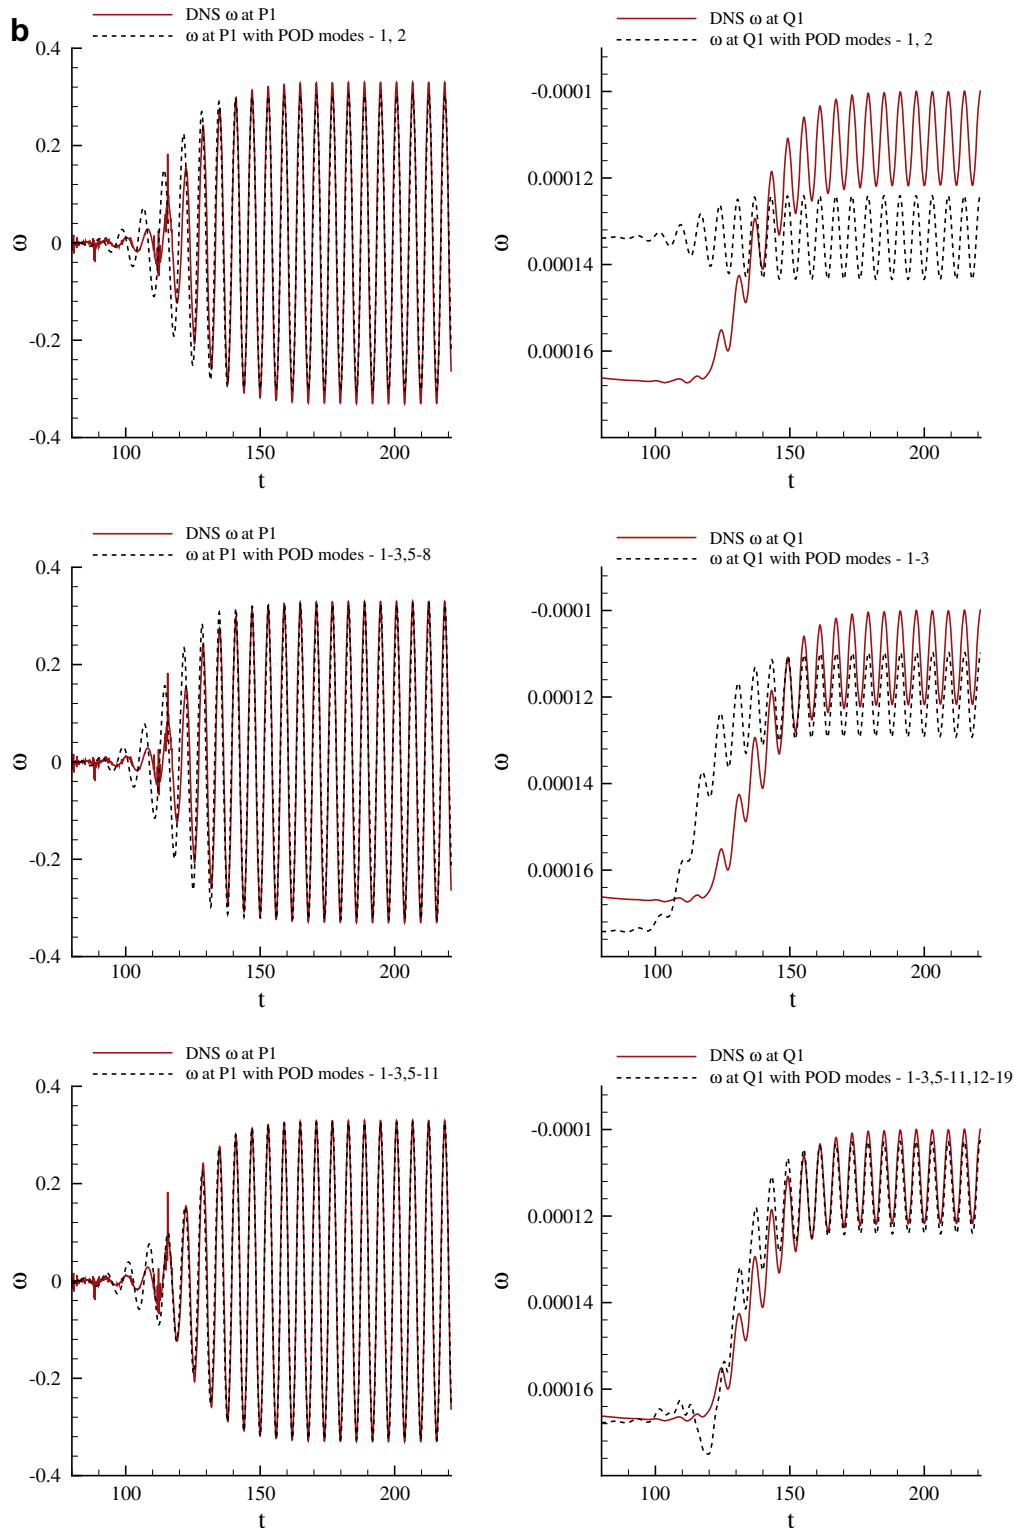 b
DNS ω at P1
ω at P1 with POD modes - 1, 2
0.4
0.2
0
-0.2
-0.4
ω
100
150
200
t
DNS ω at Q1
ω at Q1 with POD modes - 1, 2
-0.0001
0.00012
0.00014
0.00016
ω
100
150
200
t
DNS ω at P1
ω at P1 with POD modes - 1-3,5-8
0.4
0.2
0
-0.2
-0.4
ω
100
150
200
t
DNS ω at Q1
ω at Q1 with POD modes - 1-3
-0.0001
0.00012
0.00014
0.00016
ω
100
150
200
t
DNS ω at P1
ω at P1 with POD modes - 1-3,5-11
0.4
0.2
0
-0.2
-0.4
ω
100
150
200
t
DNS ω at Q1
ω at Q1 with POD modes - 1-3,5-11,12-19
-0.0001
0.00012
0.00014
0.00016
ω
100
150
200
t